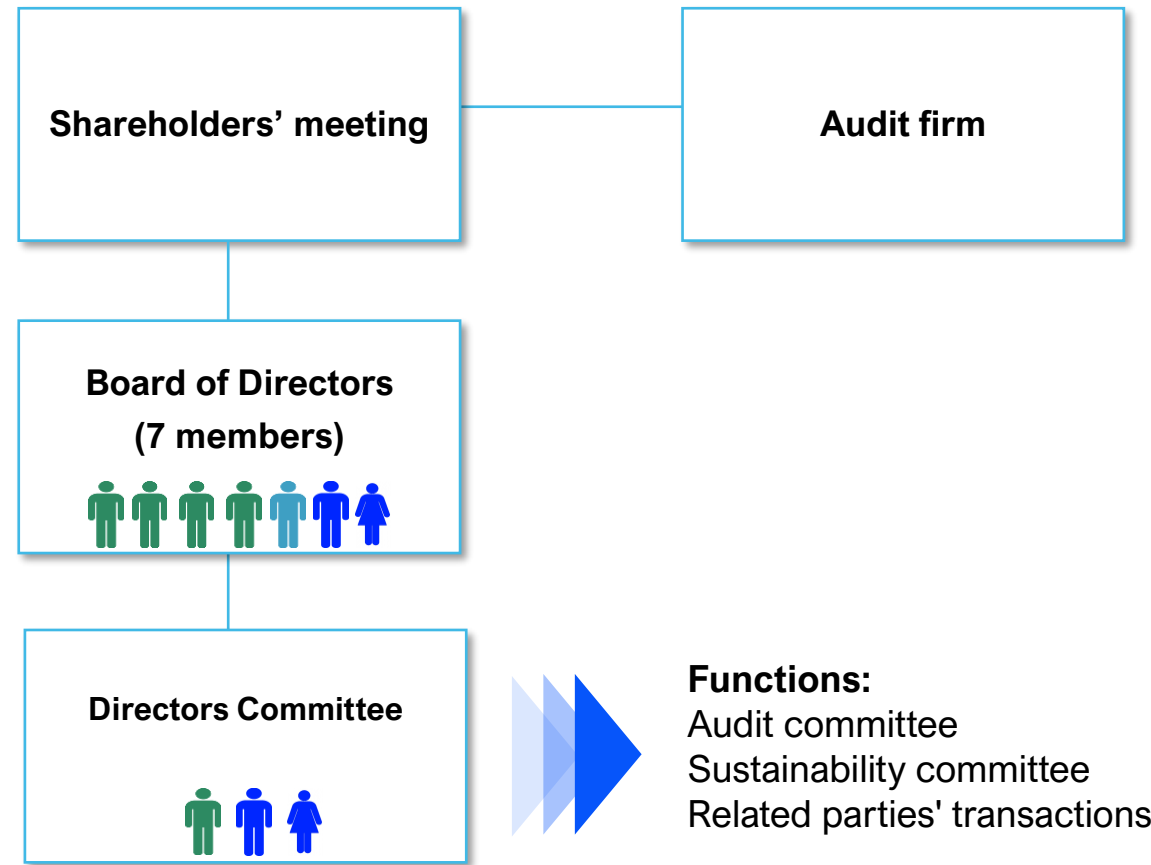 Shareholders’ meeting
Audit firm
Board of Directors
(7 members)
Directors Committee
Functions:
Audit committee
Sustainability committee
Related parties' transactions